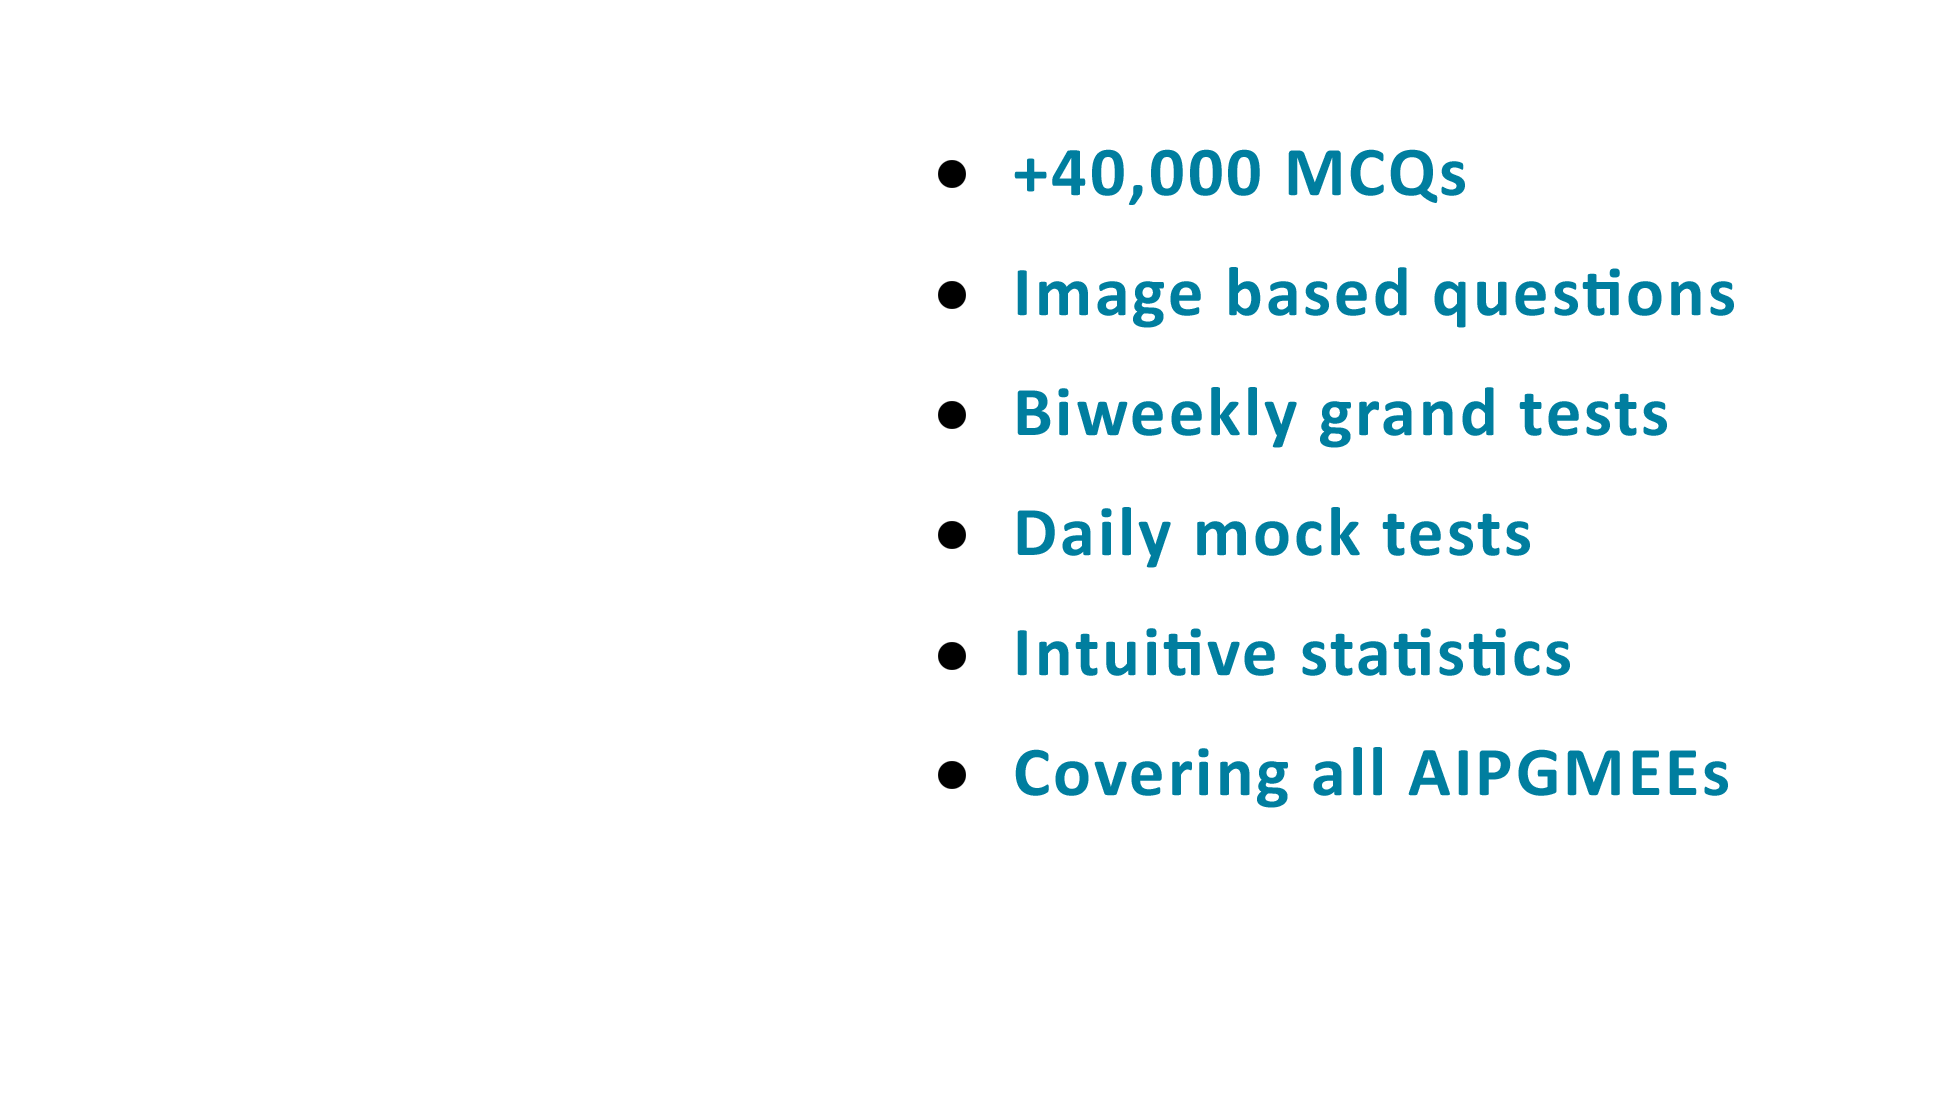 • +40,000 MCQs
• Image based questions
• Biweekly grand tests
• Daily mock tests
• Intuitive statistics
• Covering all AIPGMEEs